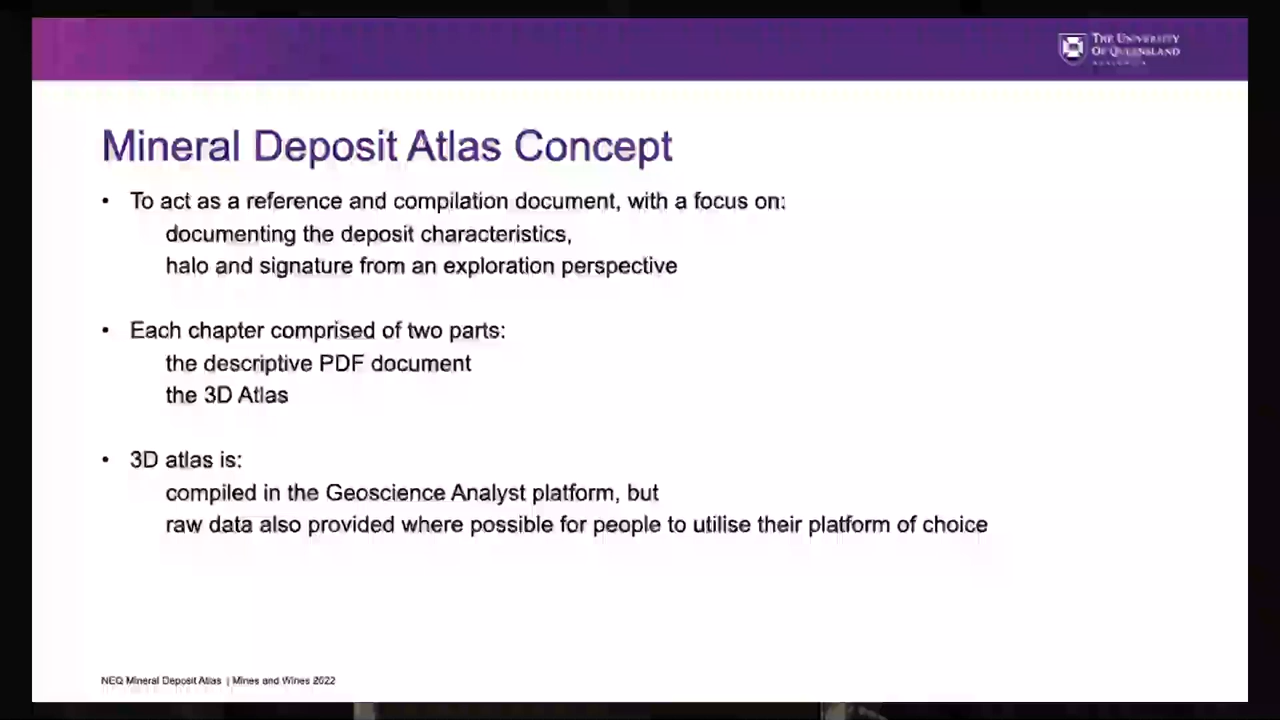 THE UNIVERSITY
OF QUEENSLAND
AUSTRALIA
Mineral Deposit Atlas Concept
• To act as a reference and compilation document, with a focus on:
documenting the deposit characteristics,
halo and signature from an exploration perspective
• Each chapter comprised of two parts:
the descriptive PDF document
the 3D Atlas
• 3D atlas is:
compiled in the Geoscience Analyst platform, but
raw data also provided where possible for people to utilise their platform of choice
NEQ Mineral Deposit Atlas | Mines and Wines 2022